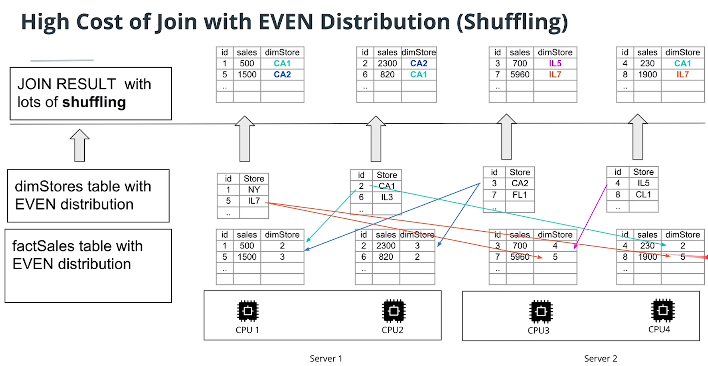 High Cost of Join with EVEN Distribution (Shuffling)
id sales dimStore
1 500 CA1
5 1500 CA2
..
id sales dimStore
2 2300 CA2
6 820 CA1
..
id sales dimStore
3 700 IL5
7 5960 IL7
..
id sales dimStore
4 230 CA1
8 1900 IL7
..
JOIN RESULT with
lots of shuffling
dimStores table with
EVEN distribution
id Store
1 NY
5 IL7
..
id Store
2 CA1
6 IL3
..
id Store
3 CA2
7 FL1
..
id Store
4 IL5
8 CL1
..
factSales table with
EVEN distribution
id sales dimStore
1 500 2
5 1500 3
..
id sales dimStore
2 2300 3
6 820 2
..
id sales dimStore
3 700 4
7 5960 5
..
id sales dimStore
4 230 2
8 1900 5
..
CPU 1
CPU2
CPU3
CPU4
Server 1
Server 2